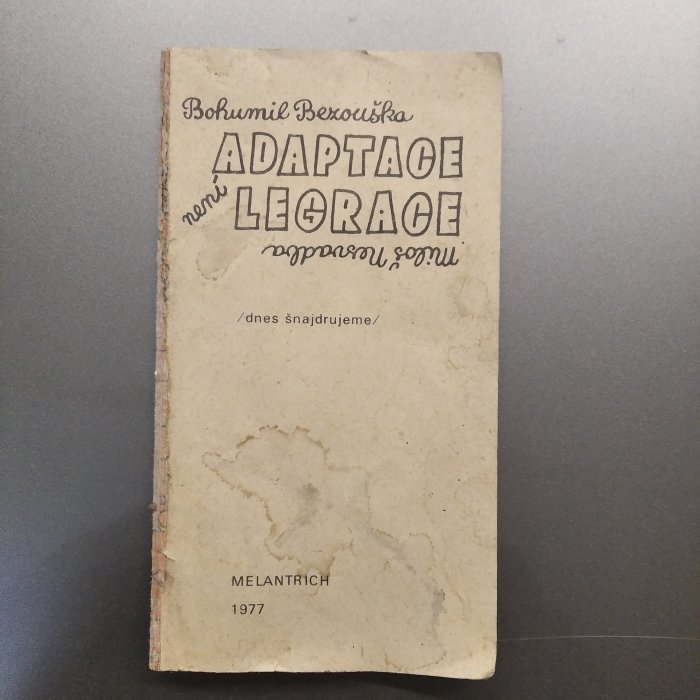 Bohumil Bezouška
ADAPTACE
není LEGRACE
Miloš Nesvadba
/dnes šnajdrujeme/
MELANTRICH
1977